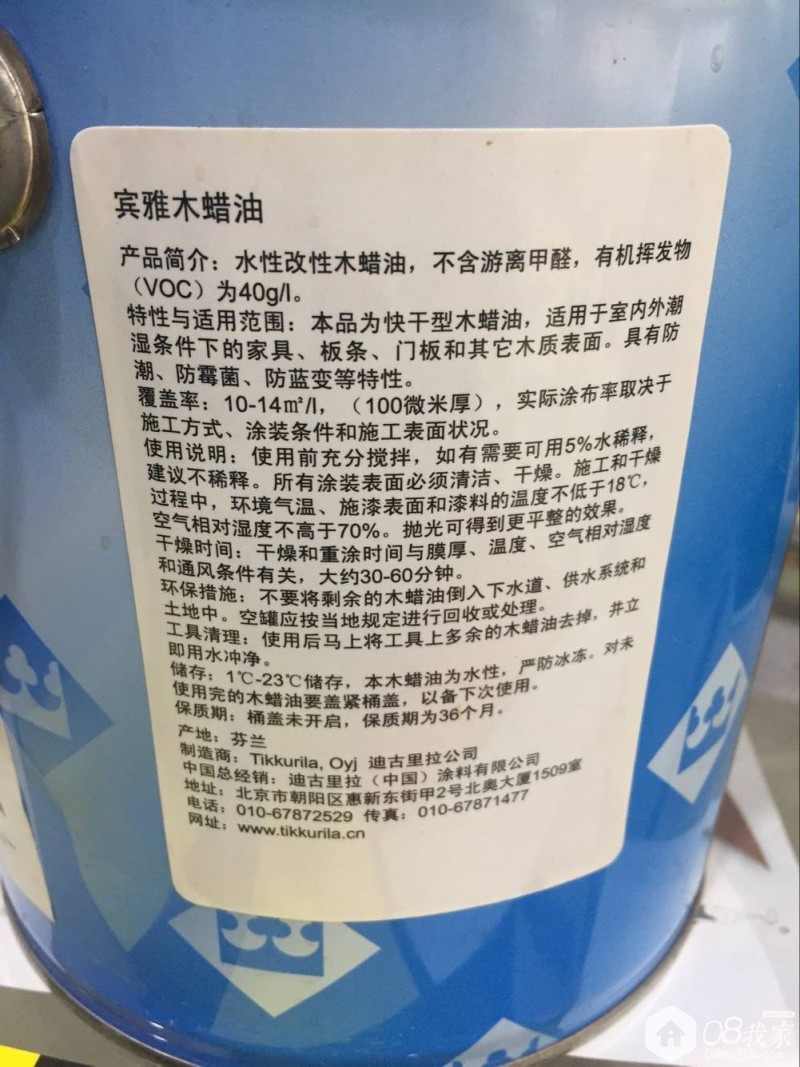 宾雅木蜡油
产品简介：水性改性木蜡油，不含游离甲醛，有机挥发物
（VOC）为40g/l。
特性与适用范围：本品为快干型木蜡油，适用于室内外潮
湿条件下的家具、板条、门板和其它木质表面。具有防
潮、防霉菌、防蓝变等特性。
覆盖率：10-14㎡/l，（100微米厚），实际涂布率取决于
施工方式、涂装条件和施工表面状况。
使用说明：使用前充分搅拌，如有需要可用5%水稀释，
建议不稀释。所有涂装表面必须清洁、干燥。施工和干燥
过程中，环境气温、施漆表面和漆料的温度不低于18℃，
空气相对湿度不高于70%。抛光可得到更平整的效果。
干燥时间：干燥和重涂时间与膜厚、温度、空气相对湿度
和通风条件有关，大约30-60分钟。
环保措施：不要将剩余的木蜡油倒入下水道、供水系统和
土地中。空罐应按当地规定进行回收或处理。
工具清理：使用后马上将工具上多余的木蜡油去掉，并立
即用水冲净。
储存：1℃-23℃储存，本木蜡油为水性，严防冰冻。对未
使用完的木蜡油要盖紧桶盖，以备下次使用。
保质期：桶盖未开启，保质期为36个月。
产地：芬兰
制造商：Tikkurila, Oyj 迪古里拉公司
中国总经销：迪古里拉（中国）涂料有限公司
地址：北京市朝阳区惠新东街甲2号北奥大厦1509室
电话：010-67872529 传真：010-67871477
网址：www.tikkurila.cn
08我家